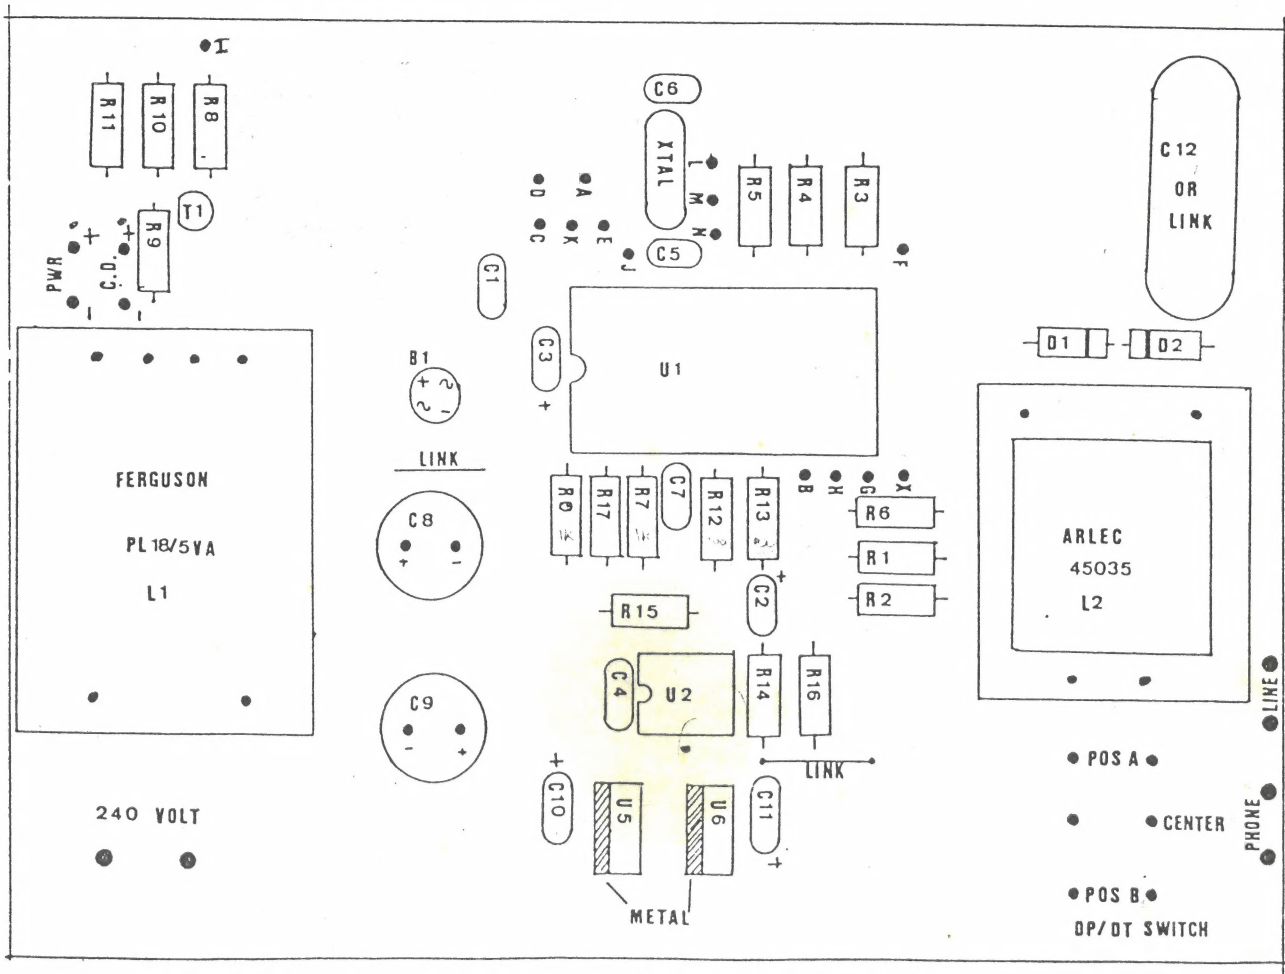 I
R11
R10
R8
T1
R9
PWR
C.D.
+
+
-
-
C6
XTAL
L
M
N
C5
D
A
C
K
E
J
R5
R4
R3
F
C12
OR
LINK
C1
C3
+
U1
D1
D2
B1
+
-
LINK
FERGUSON
PL18/5VA
L1
C8
+
-
R17
R7
C7
R12
R13
B
H
G
X
R6
R1
R2
ARLEC
45035
L2
C2
+
R15
C4
U2
R14
R16
LINK
C9
-
+
LINE
POS A
CENTER
PHONE
POS B
DP/DT SWITCH
240 VOLT
+
C10
U5
U6
C11
+
METAL